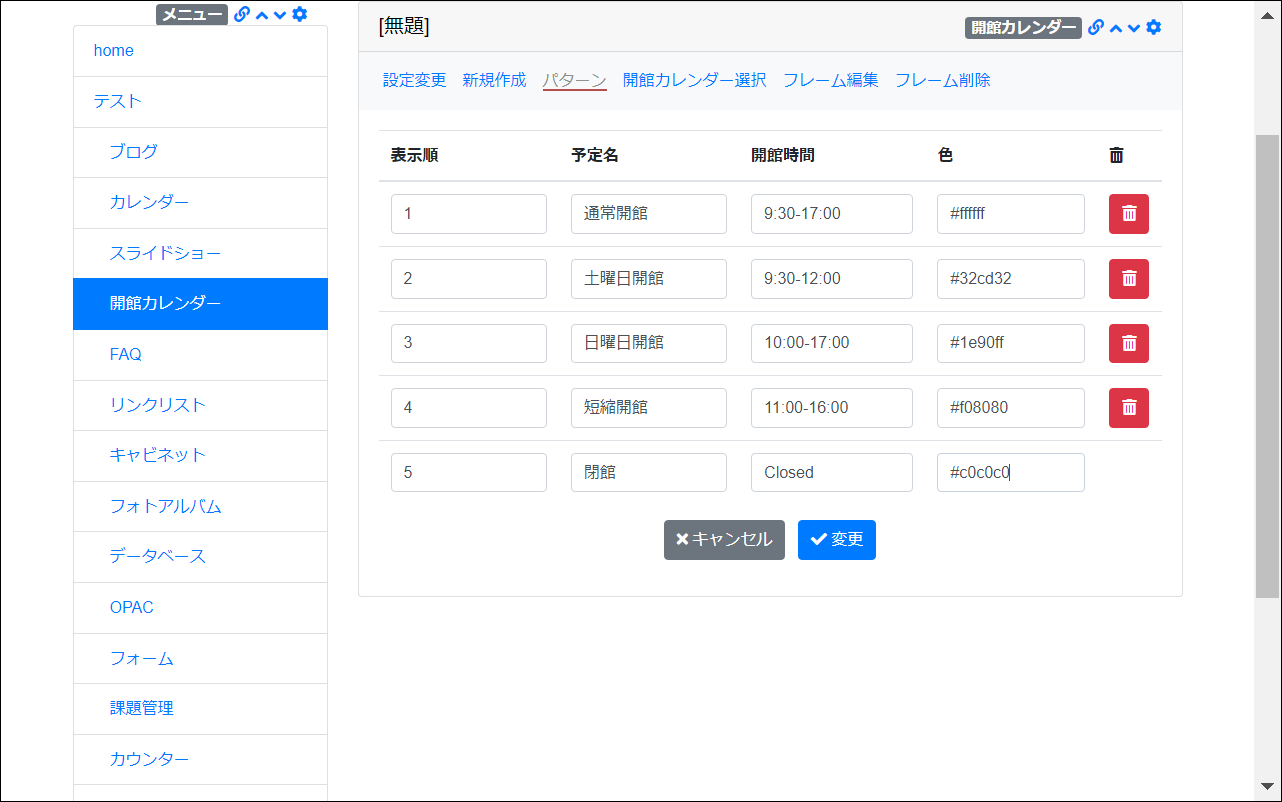 メニュー
home
テスト
ブログ
カレンダー
スライドショー
開館カレンダー
FAQ
リンクリスト
キャビネット
フォトアルバム
データベース
OPAC
フォーム
課題管理
カウンター
[無題] 開館カレンダー
設定変更 新規作成 パターン 開館カレンダー選択 フレーム編集 フレーム削除
表示順 予定名 開館時間 色
1 通常開館 9:30-17:00 #ffffff
2 土曜日開館 9:30-12:00 #32cd32
3 日曜日開館 10:00-17:00 #1e90ff
4 短縮開館 11:00-16:00 #f08080
5 閉館 Closed #c0c0c0
キャンセル 変更